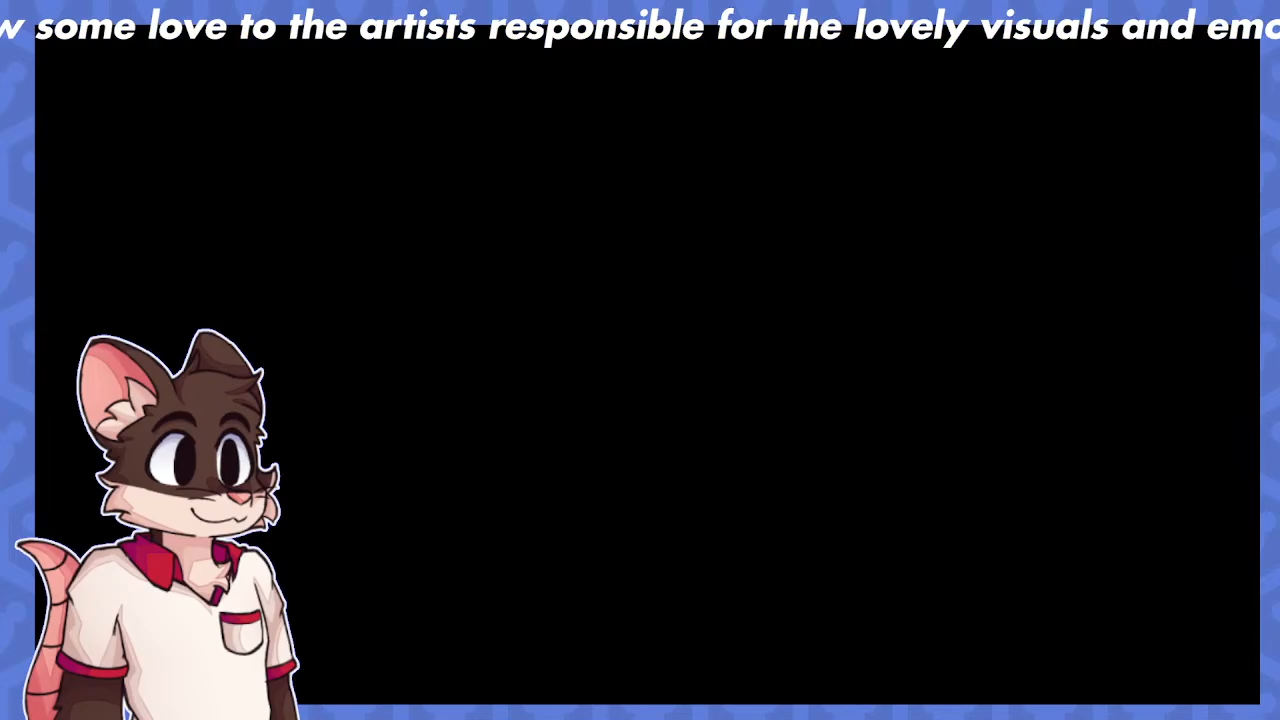 some love to the artists responsible for the lovely visuals and